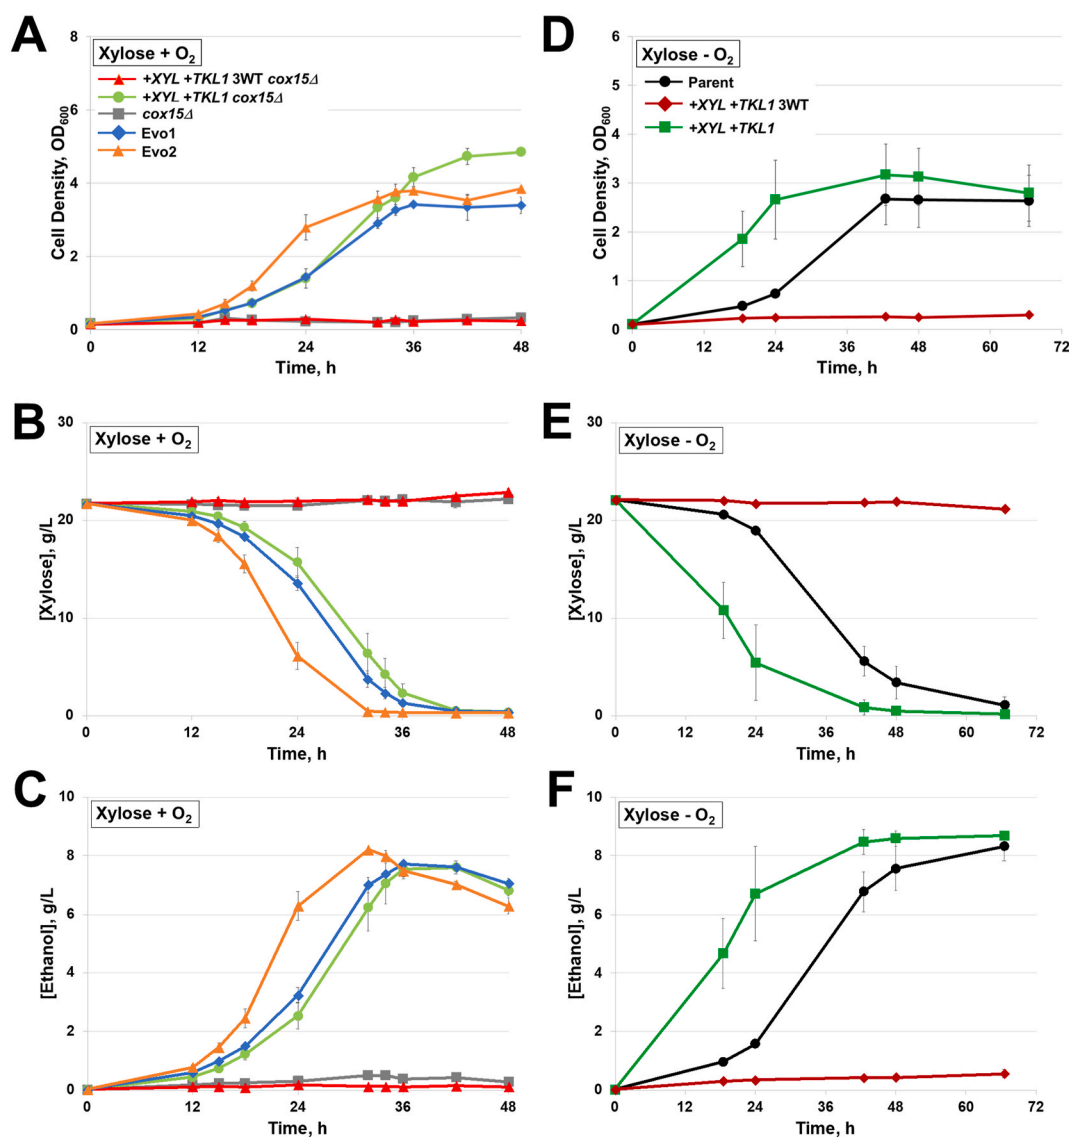 A
Xylose + O2
+XYL +TKL1 3WT cox15Δ
+XYL +TKL1 cox15Δ
cox15Δ
Evo1
Evo2
Cell Density, OD600
8
6
4
2
0
0 12 24 36 48
Time, h
D
Xylose - O2
Parent
+XYL +TKL1 3WT
+XYL +TKL1
Cell Density, OD600
6
5
4
3
2
1
0
0 12 24 36 48 60 72
Time, h
B
Xylose + O2
[Xylose], g/L
30
20
10
0
0 12 24 36 48
Time, h
E
Xylose - O2
[Xylose], g/L
30
20
10
0
0 12 24 36 48 60 72
Time, h
C
Xylose + O2
[Ethanol], g/L
10
8
6
4
2
0
0 12 24 36 48
Time, h
F
Xylose - O2
[Ethanol], g/L
10
8
6
4
2
0
0 12 24 36 48 60 72
Time, h